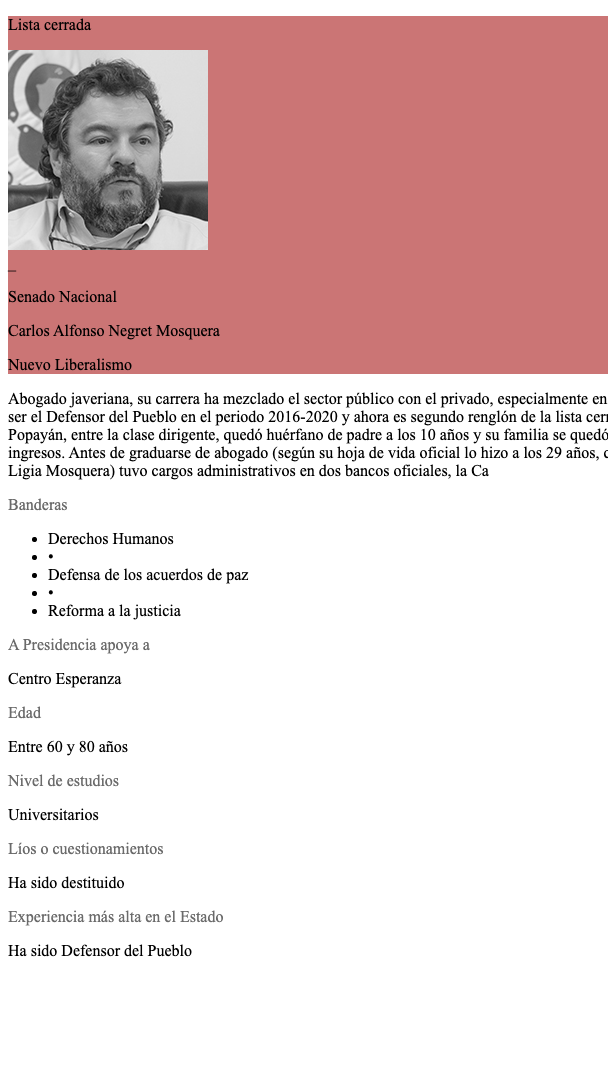 Lista cerrada
_
Senado Nacional
Carlos Alfonso Negret Mosquera
Nuevo Liberalismo
Abogado javeriana, su carrera ha mezclado el sector público con el privado, especialmente en
ser el Defensor del Pueblo en el periodo 2016-2020 y ahora es segundo renglón de la lista
Popayán, entre la clase dirigente, quedó huérfano de padre a los 10 años y su familia se quedó
ingresos. Antes de graduarse de abogado (según su hoja de vida oficial lo hizo a los 29 años,
Ligia Mosquera) tuvo cargos administrativos en dos bancos oficiales, la Ca
Banderas
• Derechos Humanos
• •
• Defensa de los acuerdos de paz
• •
• Reforma a la justicia
A Presidencia apoya a
Centro Esperanza
Edad
Entre 60 y 80 años
Nivel de estudios
Universitarios
Líos o cuestionamientos
Ha sido destituido
Experiencia más alta en el Estado
Ha sido Defensor del Pueblo